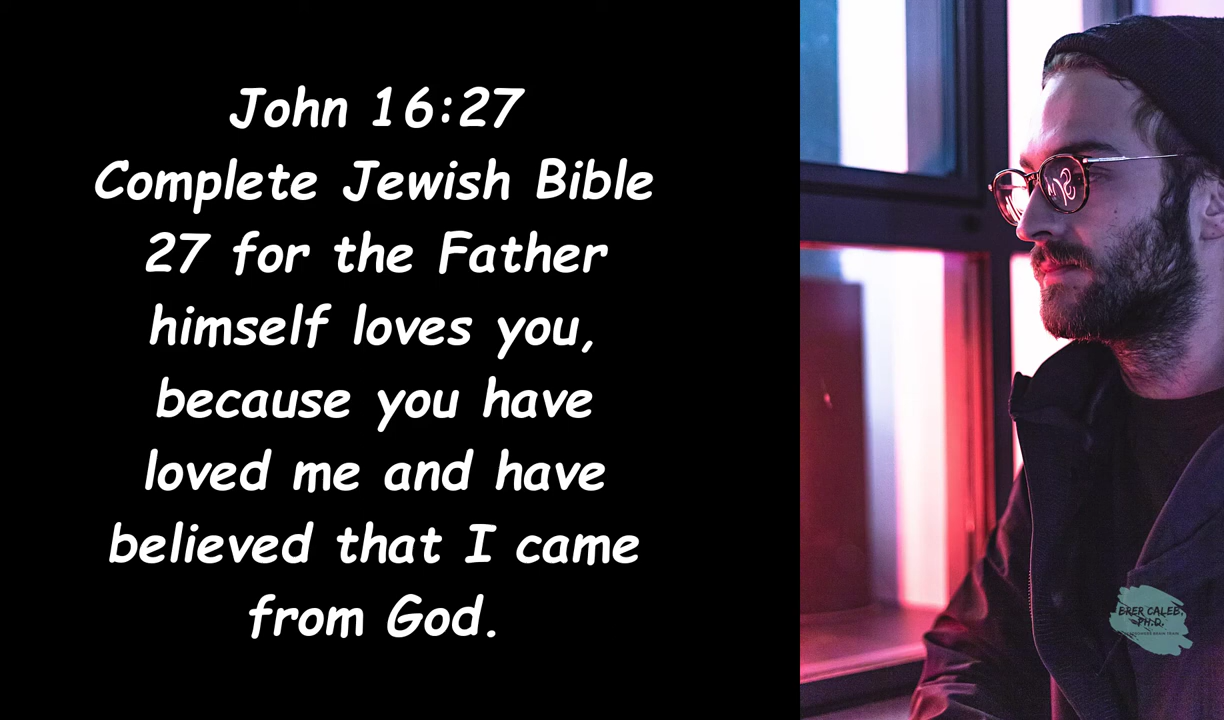 John 16:27
Complete Jewish Bible
27 for the Father
himself loves you,
because you have
loved me and have
believed that I came
from God.
BRER CALEB,
PH.D.